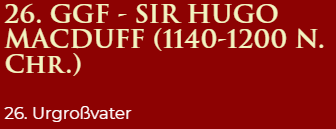 26. GGF - SIR HUGO
MACDUFF (1140-1200 N.
CHR.)
26. Urgroßvater